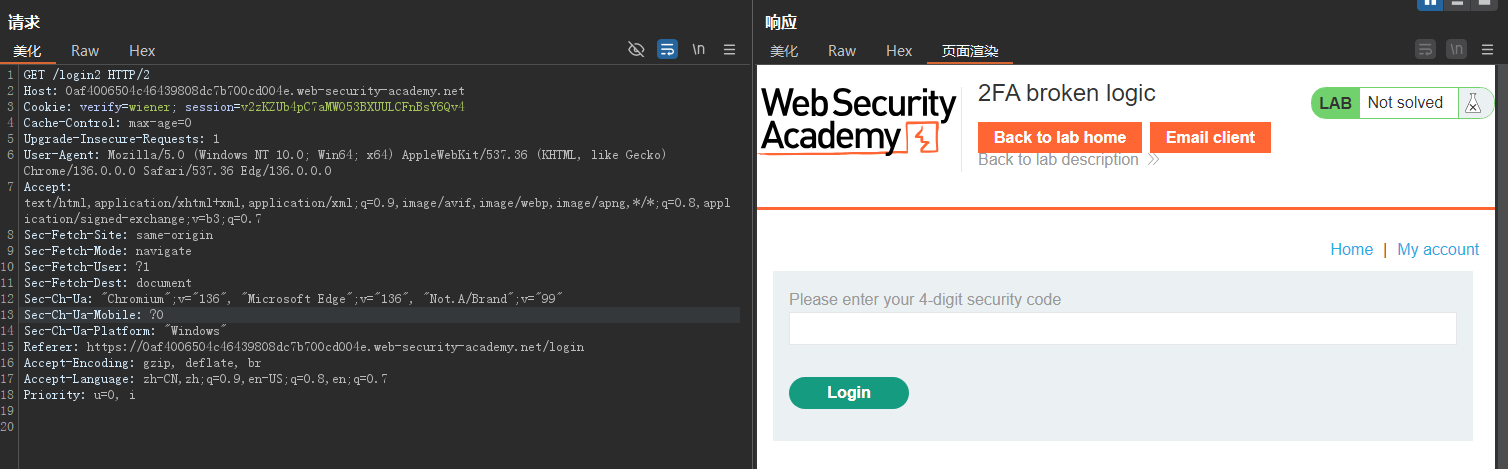 请求
美化 Raw Hex \n
1 GET /login2 HTTP/2
2 Host: 0af4006504c46439808dc7b700cd004e.web-security-academy.net
3 Cookie: verify=wiener; session=v2zKZUb4pC7aMWO53BXUULCFnBsY6Qv4
4 Cache-Control: max-age=0
5 Upgrade-Insecure-Requests: 1
6 User-Agent: Mozilla/5.0 (Windows NT 10.0; Win64; x64) AppleWebKit/537.36 (KHTML, like Gecko)
Chrome/136.0.0.0 Safari/537.36 Edg/136.0.0.0
7 Accept:
text/html,application/xhtml+xml,application/xml;q=0.9,image/avif,image/webp,image/apng,*/*;q=0.8,appl
ication/signed-exchange;v=b3;q=0.7
8 Sec-Fetch-Site: same-origin
9 Sec-Fetch-Mode: navigate
10 Sec-Fetch-User: ?1
11 Sec-Fetch-Dest: document
12 Sec-Ch-Ua: "Chromium";v="136", "Microsoft Edge";v="136", "Not.A/Brand";v="99"
13 Sec-Ch-Ua-Mobile: ?0
14 Sec-Ch-Ua-Platform: "Windows"
15 Referer: https://0af4006504c46439808dc7b700cd004e.web-security-academy.net/login
16 Accept-Encoding: gzip, deflate, br
17 Accept-Language: zh-CN,zh;q=0.9,en-US;q=0.8,en;q=0.7
18 Priority: u=0, i
19
20
响应
美化 Raw Hex 页面渲染 \n
Web Security
Academy
2FA broken logic
Back to lab home Email client
Back to lab description
LAB Not solved
Home | My account
Please enter your 4-digit security code
Login